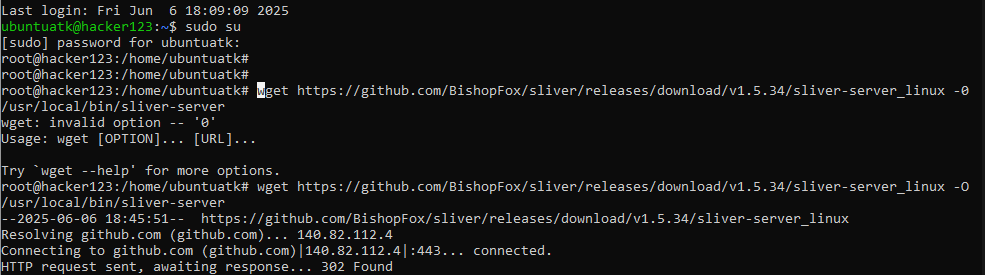 Last login: Fri Jun  6 18:09:09 2025
ubuntuatk@hacker123:~$ sudo su
[sudo] password for ubuntuatk:
root@hacker123:/home/ubuntuatk#
root@hacker123:/home/ubuntuatk#
root@hacker123:/home/ubuntuatk# wget https://github.com/BishopFox/sliver/releases/download/v1.5.34/sliver-server_linux -0
/usr/local/bin/sliver-server
wget: invalid option -- '0'
Usage: wget [OPTION]... [URL]...

Try `wget --help' for more options.
root@hacker123:/home/ubuntuatk# wget https://github.com/BishopFox/sliver/releases/download/v1.5.34/sliver-server_linux -O
/usr/local/bin/sliver-server
--2025-06-06 18:45:51--  https://github.com/BishopFox/sliver/releases/download/v1.5.34/sliver-server_linux
Resolving github.com (github.com)... 140.82.112.4
Connecting to github.com (github.com)|140.82.112.4|:443... connected.
HTTP request sent, awaiting response... 302 Found